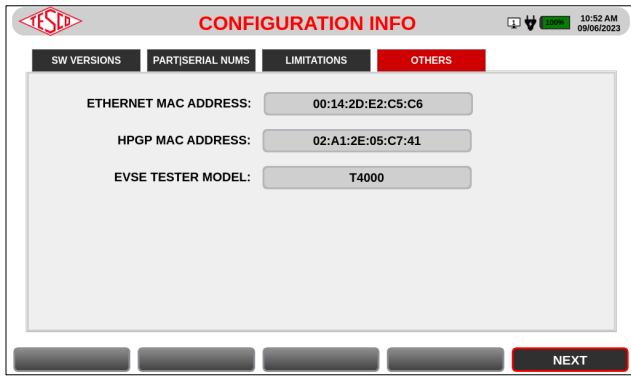 TESCO
CONFIGURATION INFO
1
100%
10:52 AM
09/06/2023
SW VERSIONS
PART|SERIAL NUMS
LIMITATIONS
OTHERS
ETHERNET MAC ADDRESS: 00:14:2D:E2:C5:C6
HPGP MAC ADDRESS: 02:A1:2E:05:C7:41
EVSE TESTER MODEL: T4000
NEXT